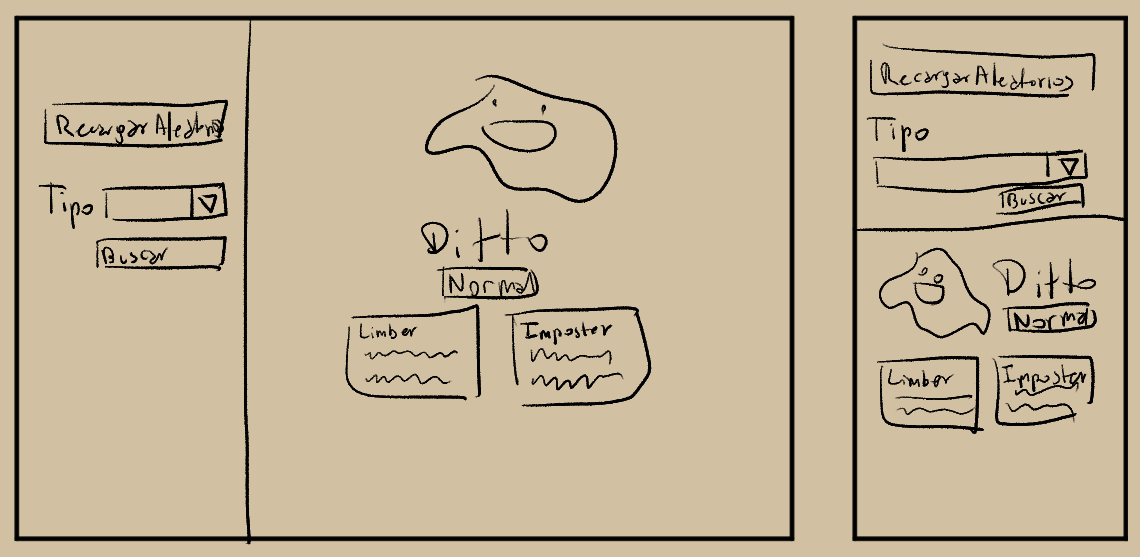 Recargar Aleatorio
Tipo
Buscar
Ditto
Normal
Limber
Imposter
Recargar Aleatorios
Tipo
Buscar
Ditto
Normal
Limber
Imposter